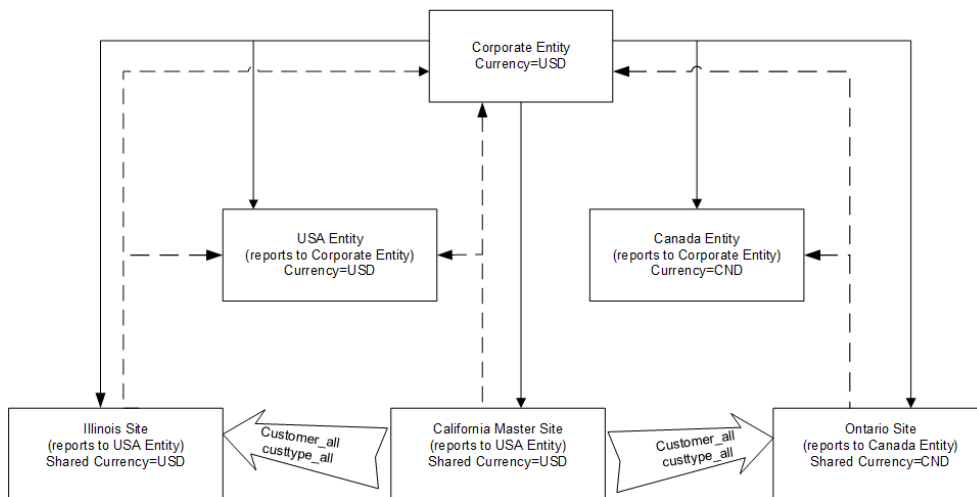 Corporate Entity
Currency=USD
USA Entity
(reports to Corporate Entity)
Currency=USD
Canada Entity
(reports to Corporate Entity)
Currency=CND
Illinois Site
(reports to USA Entity)
Shared Currency=USD
Customer_all
custtype_all
California Master Site
(reports to USA Entity)
Shared Currency=USD
Customer_all
custtype_all
Ontario Site
(reports to Canada Entity)
Shared Currency=CND